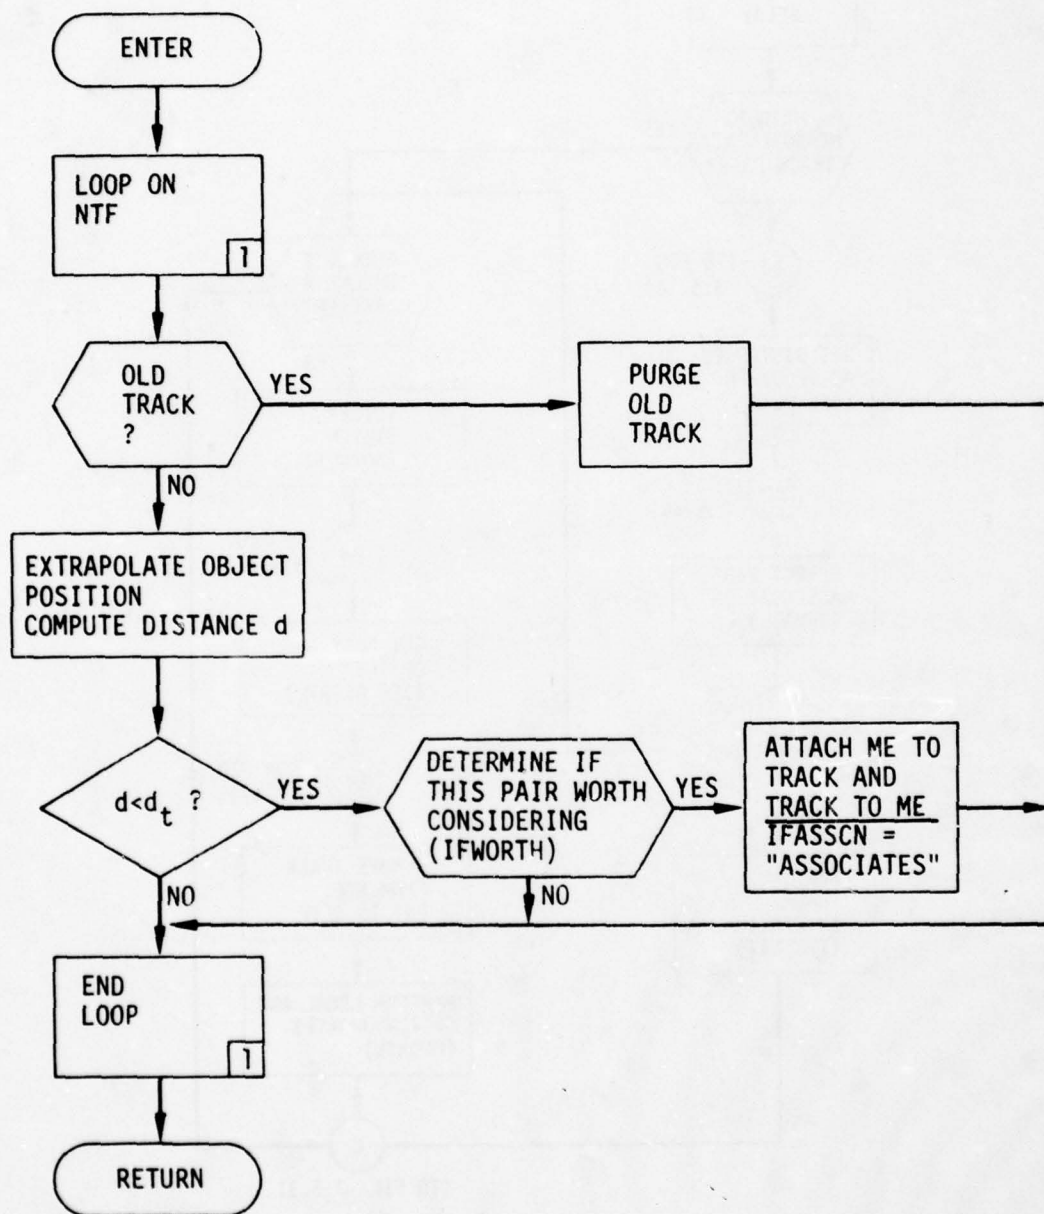 ENTER
LOOP ON
NTF
1
OLD
TRACK
?
YES
PURGE
OLD
TRACK
NO
EXTRAPOLATE OBJECT
POSITION
COMPUTE DISTANCE d
d<d_t ?
YES
DETERMINE IF
THIS PAIR WORTH
CONSIDERING
(IFWORTH)
YES
ATTACH ME TO
TRACK AND
TRACK TO ME
IFASSCN =
"ASSOCIATES"
NO
NO
END
LOOP
1
RETURN